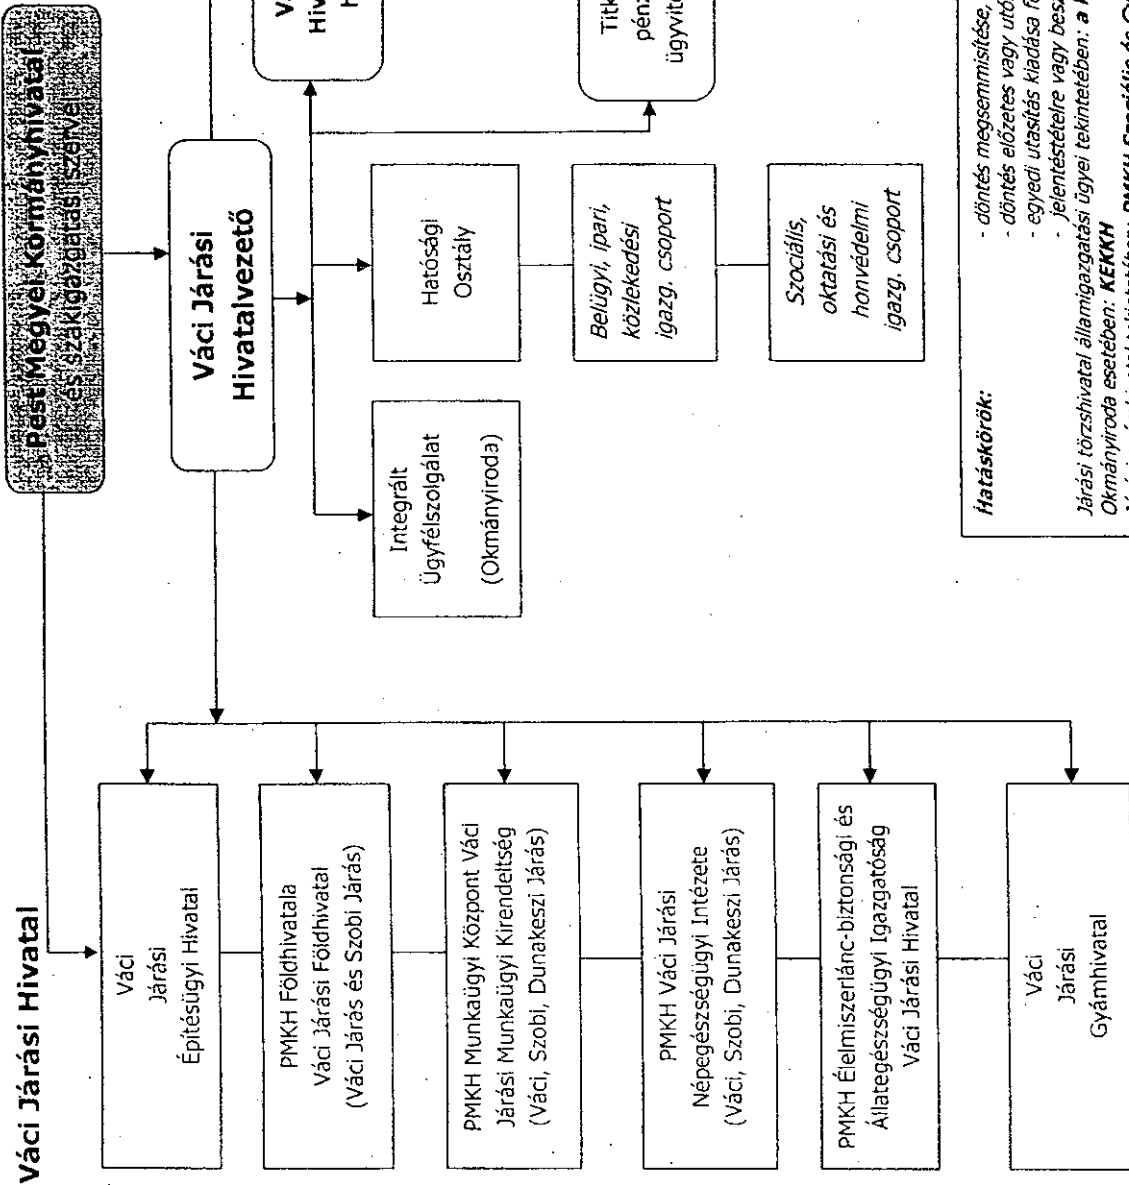 Váci Járási Hivatal
Pest Megyei Kormányhivatal
és szakigazgatási szervei
Váci Járási
Hivatalvezető
Váci
Járási
Építésügyi Hivatal
PMKH Földhivatala
Váci Járási Földhivatal
(Váci Járás és Szobi Járás)
PMKH Munkaügyi Központ Váci
Járási Munkaügyi Kirendeltség
(Váci, Szobi, Dunakeszi Járás)
PMKH Váci Járási
Népegészségügyi Intézete
(Váci, Szobi, Dunakeszi Járás)
PMKH Élelmiszerlánc-biztonsági és
Állategészségügyi Igazgatóság
Váci Járási Hivatal
Váci
Járási
Gyámhivatal
Integrált
Ügyfélszolgálat
(Okmányiroda)
Hatósági
Osztály
Belügyi, ipari,
közlekedési
igazg. csoport
Szociális,
oktatási és
honvédelmi
igazg. csoport
Hiv
Titk
pénz
ügyvite
Hatáskörök:
- döntés megsemmisítése,
- döntés előzetes vagy utó
- egyedi utasítás kiadása fe
- jelentéstételre vagy besz
Járási törzshivatal államigazgatási ügyei tekintetében: a
Okmányiroda esetében: KEKKH